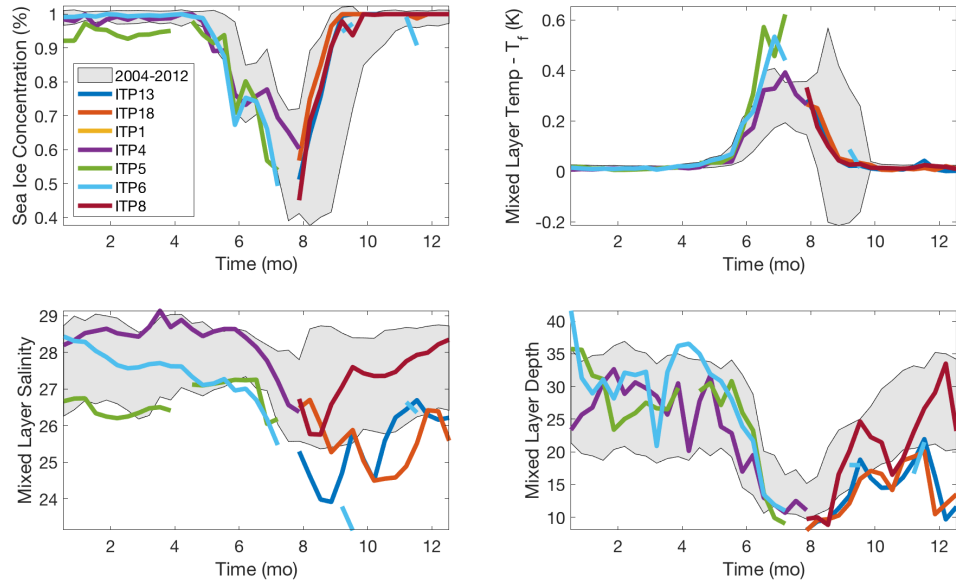 Sea Ice Concentration (%)
1
0.9
0.8
0.7
0.6
0.5
0.4
2004-2012
ITP13
ITP18
ITP1
ITP4
ITP5
ITP6
ITP8
2 4 6 8 10 12
Time (mo)
Mixed Layer Temp - T_f (K)
0.6
0.4
0.2
0
-0.2
2 4 6 8 10 12
Time (mo)
Mixed Layer Salinity
29
28
27
26
25
24
2 4 6 8 10 12
Time (mo)
Mixed Layer Depth
40
35
30
25
20
15
10
2 4 6 8 10 12
Time (mo)